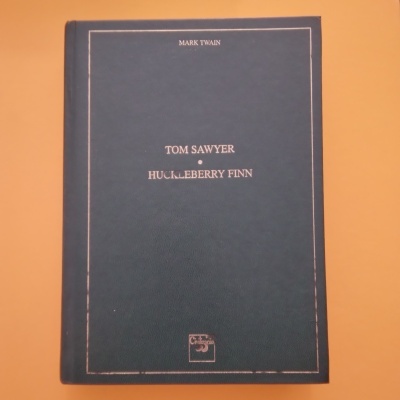 MARK TWAIN
TOM SAWYER
HUCKLEBERRY FINN